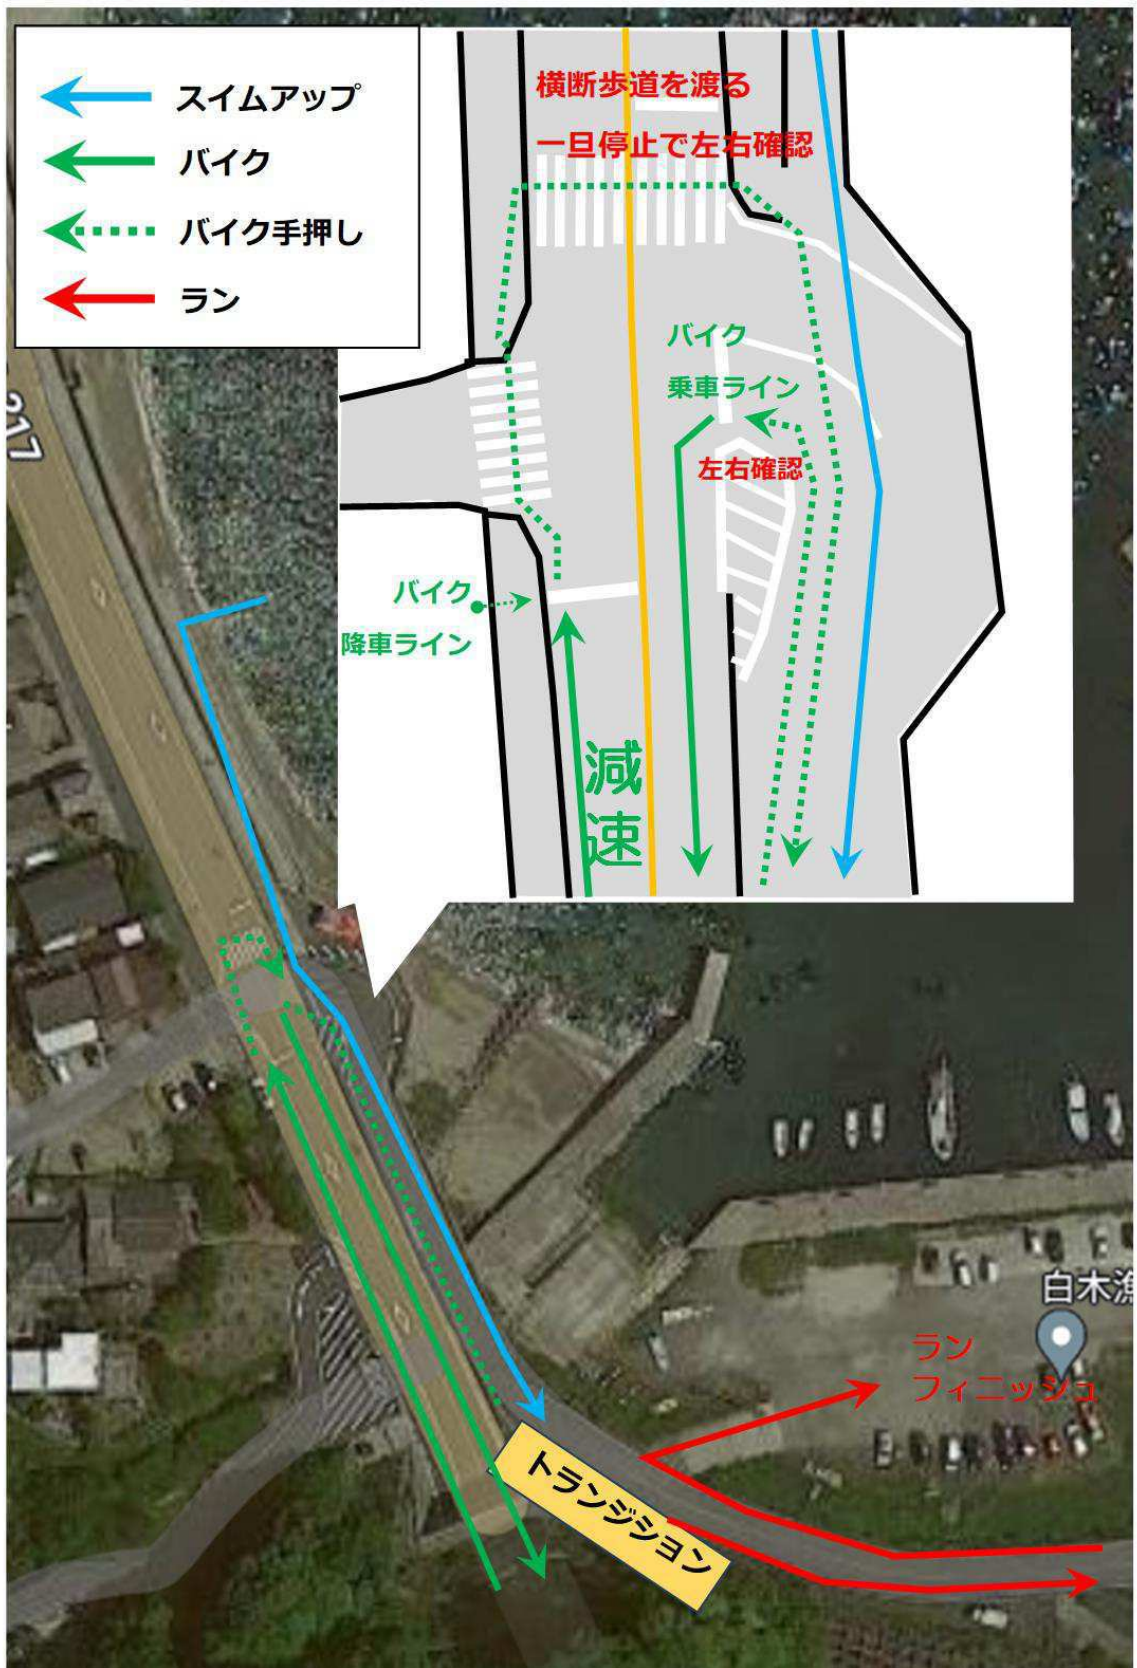 スイムアップ
バイク
バイク手押し
ラン
横断歩道を渡る
一旦停止で左右確認
バイク
乗車ライン
左右確認
バイク
降車ライン
減速
217
白木漁
ラン
フィニッシュ
トランジション